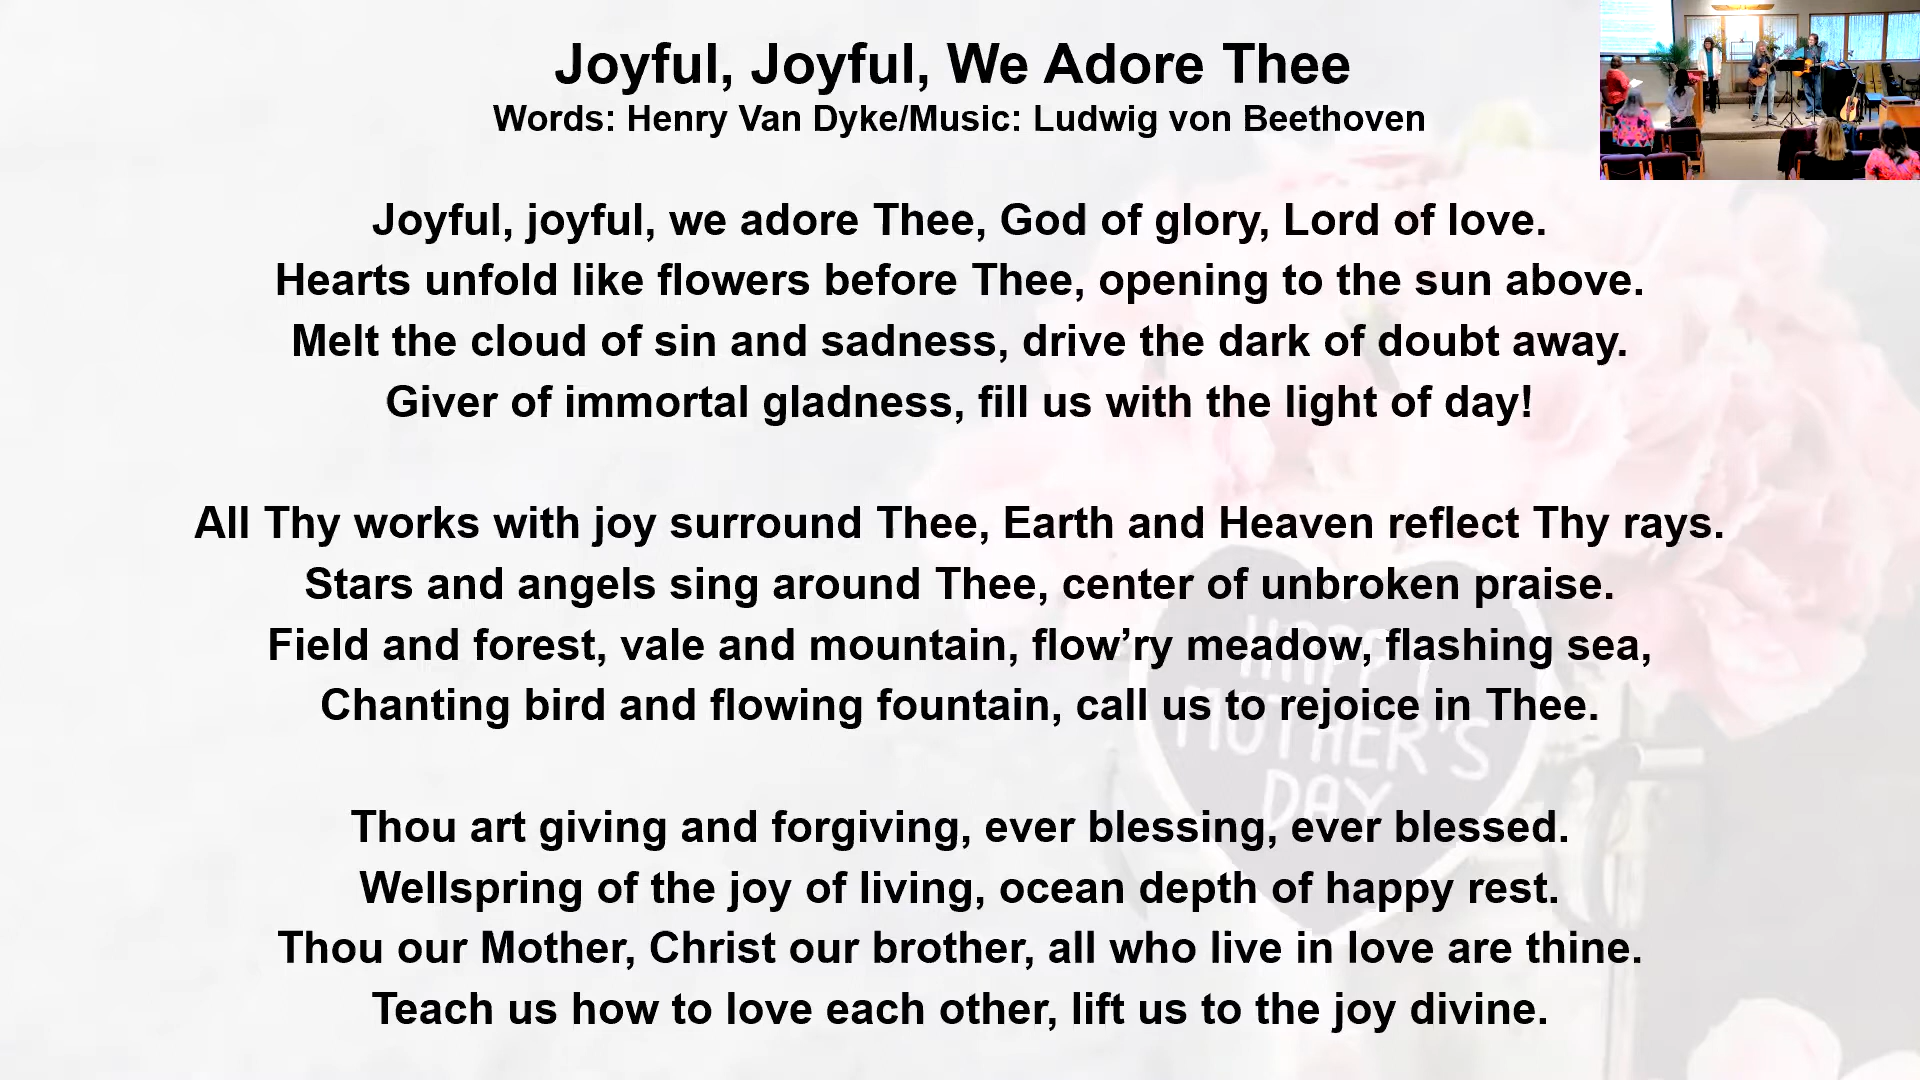 Joyful, Joyful, We Adore Thee
Words: Henry Van Dyke/Music: Ludwig von Beethoven
Joyful, joyful, we adore Thee, God of glory, Lord of love.
Hearts unfold like flowers before Thee, opening to the sun above.
Melt the cloud of sin and sadness, drive the dark of doubt away.
Giver of immortal gladness, fill us with the light of day!
All Thy works with joy surround Thee, Earth and Heaven reflect Thy rays.
Stars and angels sing around Thee, center of unbroken praise.
Field and forest, vale and mountain, flow’ry meadow, flashing sea,
Chanting bird and flowing fountain, call us to rejoice in Thee.
Thou art giving and forgiving, ever blessing, ever blessed.
Wellspring of the joy of living, ocean depth of happy rest.
Thou our Mother, Christ our brother, all who live in love are thine.
Teach us how to love each other, lift us to the joy divine.
HAPPY
MOTHER'S
DAY